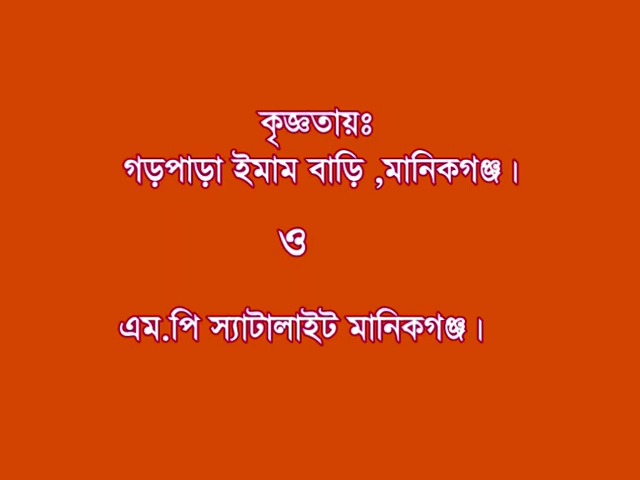 কৃজ্ঞতায়ঃ
গড়পাড়া ইমাম বাড়ি ,মানিকগঞ্জ।
ও
এম.পি স্যাটালাইট মানিকগঞ্জ।